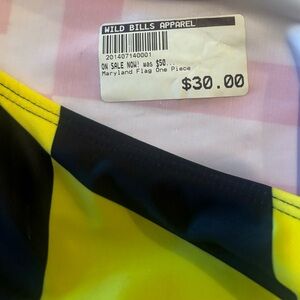 WILD BILLS APPAREL
201407140001
ON SALE NOW! was $50..
Maryland Flag One Piece
$30.00